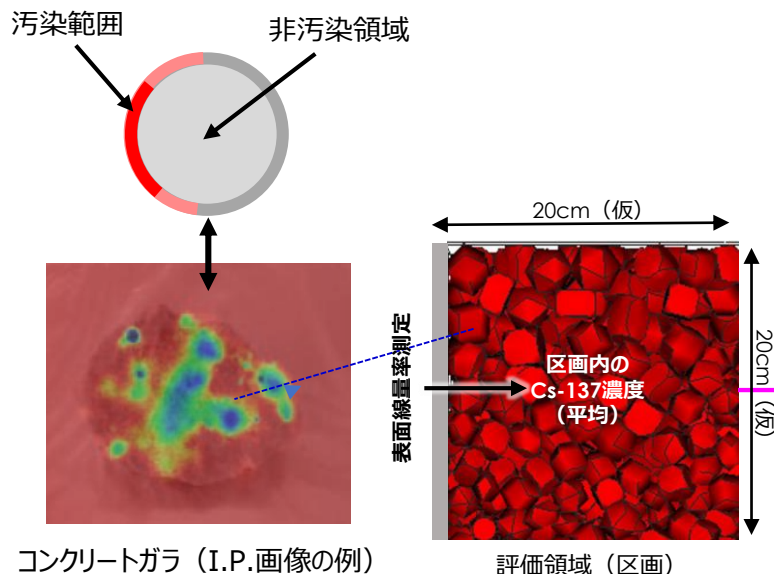 汚染範囲
非汚染領域
20cm（仮）
20cm（仮）
表面線量率測定
区画内の
Cs-137濃度
（平均）
コンクリートガラ（I.P.画像の例）
評価領域（区画）